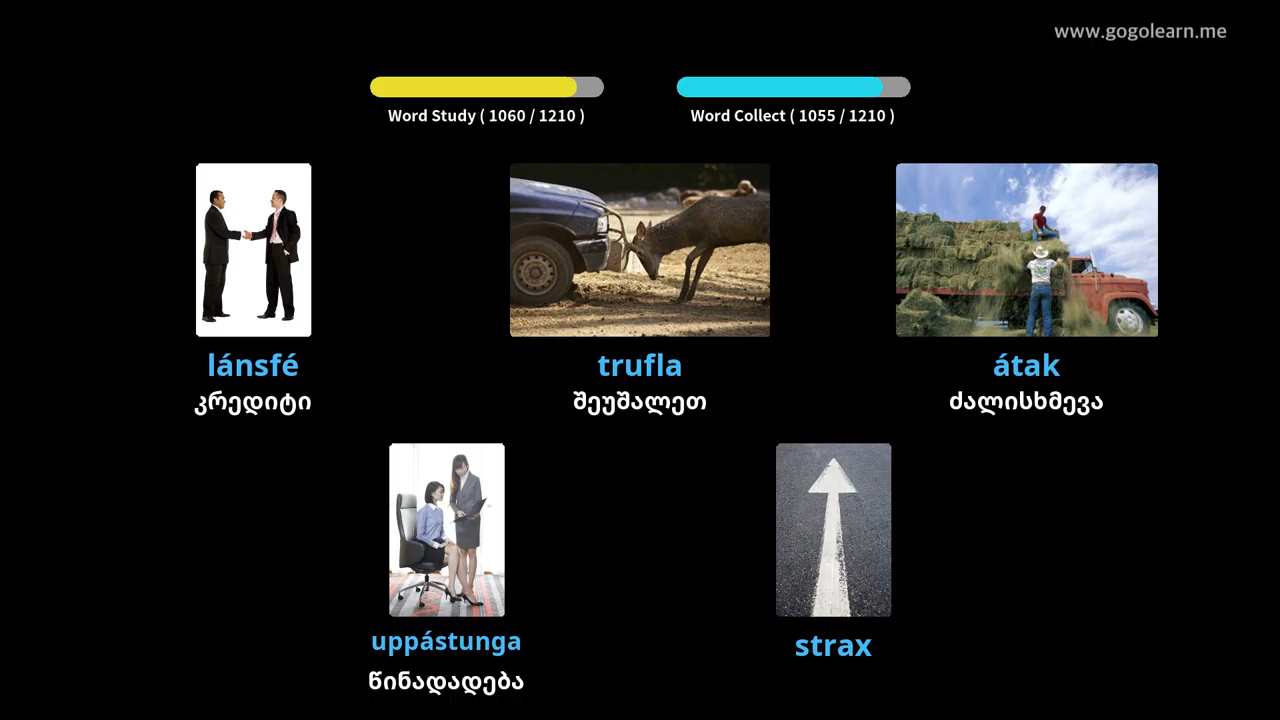 www.gogolearn.me
Word Study ( 1060 / 1210 )
Word Collect ( 1055 / 1210 )
lánsfé
კრედიტი
trufla
შეუშალეთ
átak
ძალისხმევა
uppástunga
წინადადება
strax